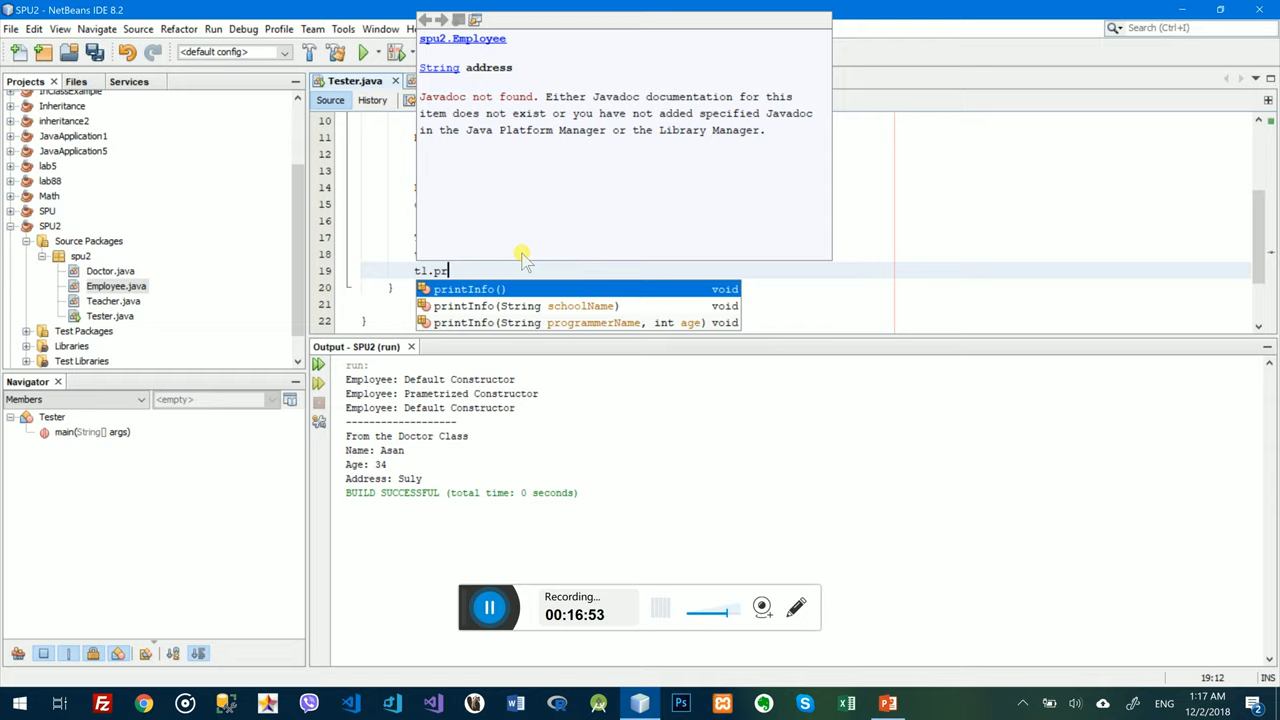 SPU2 - NetBeans IDE 8.2
File Edit View Navigate Source Refactor Run Debug Profile Team Tools Window
Search (Ctrl+I)
<default config>
Projects Files Services
Inheritance
inheritance2
JavaApplication1
JavaApplication5
lab5
lab88
Math
SPU
SPU2
Source Packages
spu2
Doctor.java
Employee.java
Teacher.java
Tester.java
Test Packages
Libraries
Test Libraries
Tester.java
Source History
spu2.Employee
String address
Javadoc not found. Either Javadoc documentation for this
item does not exist or you have not added specified Javadoc
in the Java Platform Manager or the Library Manager.
10
11
12
13
14
15
16
17
18
19 tl.pr
20 }
21
22 }
printInfo() void
printInfo(String schoolName) void
printInfo(String programmerName, int age) void
Navigator
Members <empty>
Tester
main(String[] args)
Output - SPU2 (run)
run:
Employee: Default Constructor
Employee: Prametrized Constructor
Employee: Default Constructor
-------------------
From the Doctor Class
Name: Asan
Age: 34
Address: Suly
BUILD SUCCESSFUL (total time: 0 seconds)
Recording...
00:16:53
19:12 INS
ENG
1:17 AM
12/2/2018
2